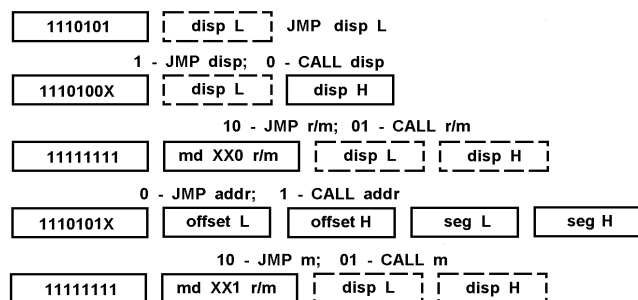 1110101 disp L JMP disp L
1 - JMP disp; 0 - CALL disp
1110100X disp L disp H
10 - JMP r/m; 01 - CALL r/m
11111111 md XX0 r/m disp L disp H
0 - JMP addr; 1 - CALL addr
1110101X offset L offset H seg L seg H
10 - JMP m; 01 - CALL m
11111111 md XX1 r/m disp L disp H